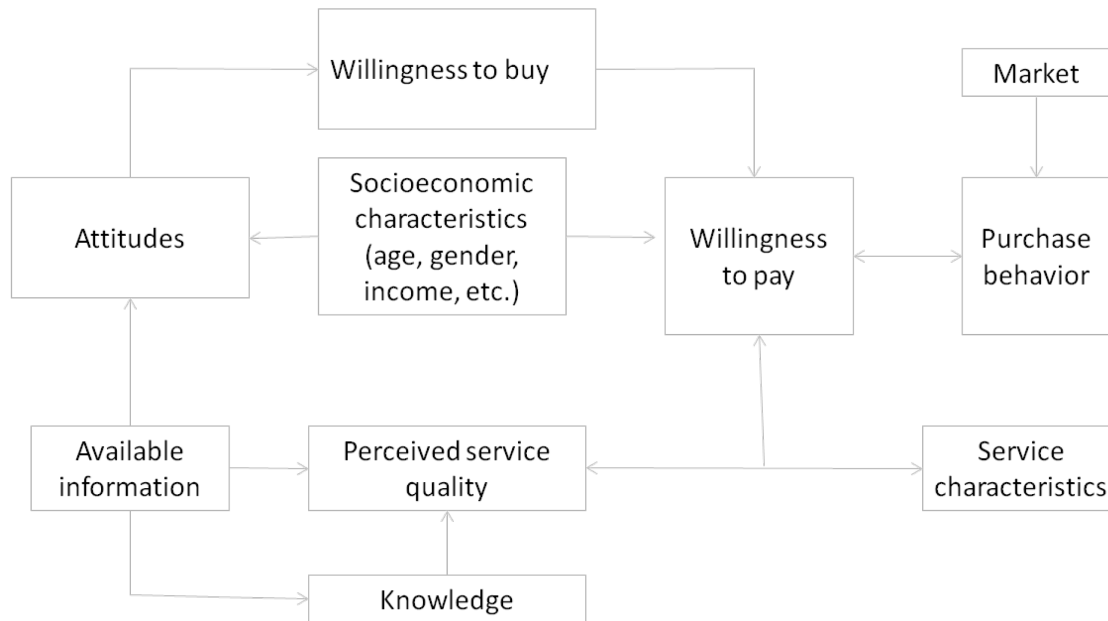 Willingness to buy
Market
Attitudes
Socioeconomic
characteristics
(age, gender,
income, etc.)
Willingness
to pay
Purchase
behavior
Available
information
Perceived service
quality
Service
characteristics
Knowledge